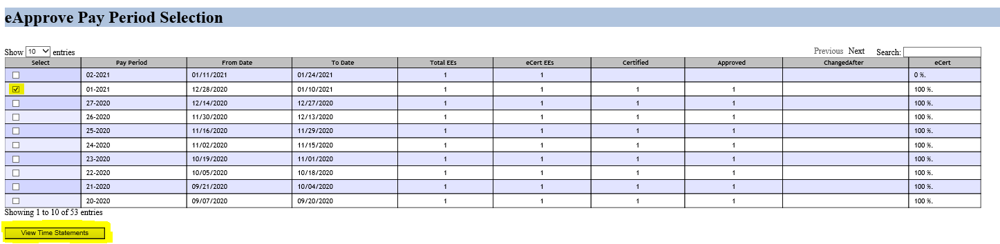 eApprove Pay Period Selection
Show 10 entries Previous Next Search:
Select Pay Period From Date To Date Total EEs eCert EEs Certified Approved ChangedAfter eCert
02-2021 01/11/2021 01/24/2021 1 1 0 %.
01-2021 12/28/2020 01/10/2021 1 1 1 1 100 %.
27-2020 12/14/2020 12/27/2020 1 1 1 1 100 %.
26-2020 11/30/2020 12/13/2020 1 1 1 1 100 %.
25-2020 11/16/2020 11/29/2020 1 1 1 1 100 %.
24-2020 11/02/2020 11/15/2020 1 1 1 1 100 %.
23-2020 10/19/2020 11/01/2020 1 1 1 1 100 %.
22-2020 10/05/2020 10/18/2020 1 1 1 1 100 %.
21-2020 09/21/2020 10/04/2020 1 1 1 1 100 %.
20-2020 09/07/2020 09/20/2020 1 1 1 1 100 %.
Showing 1 to 10 of 53 entries
View Time Statements